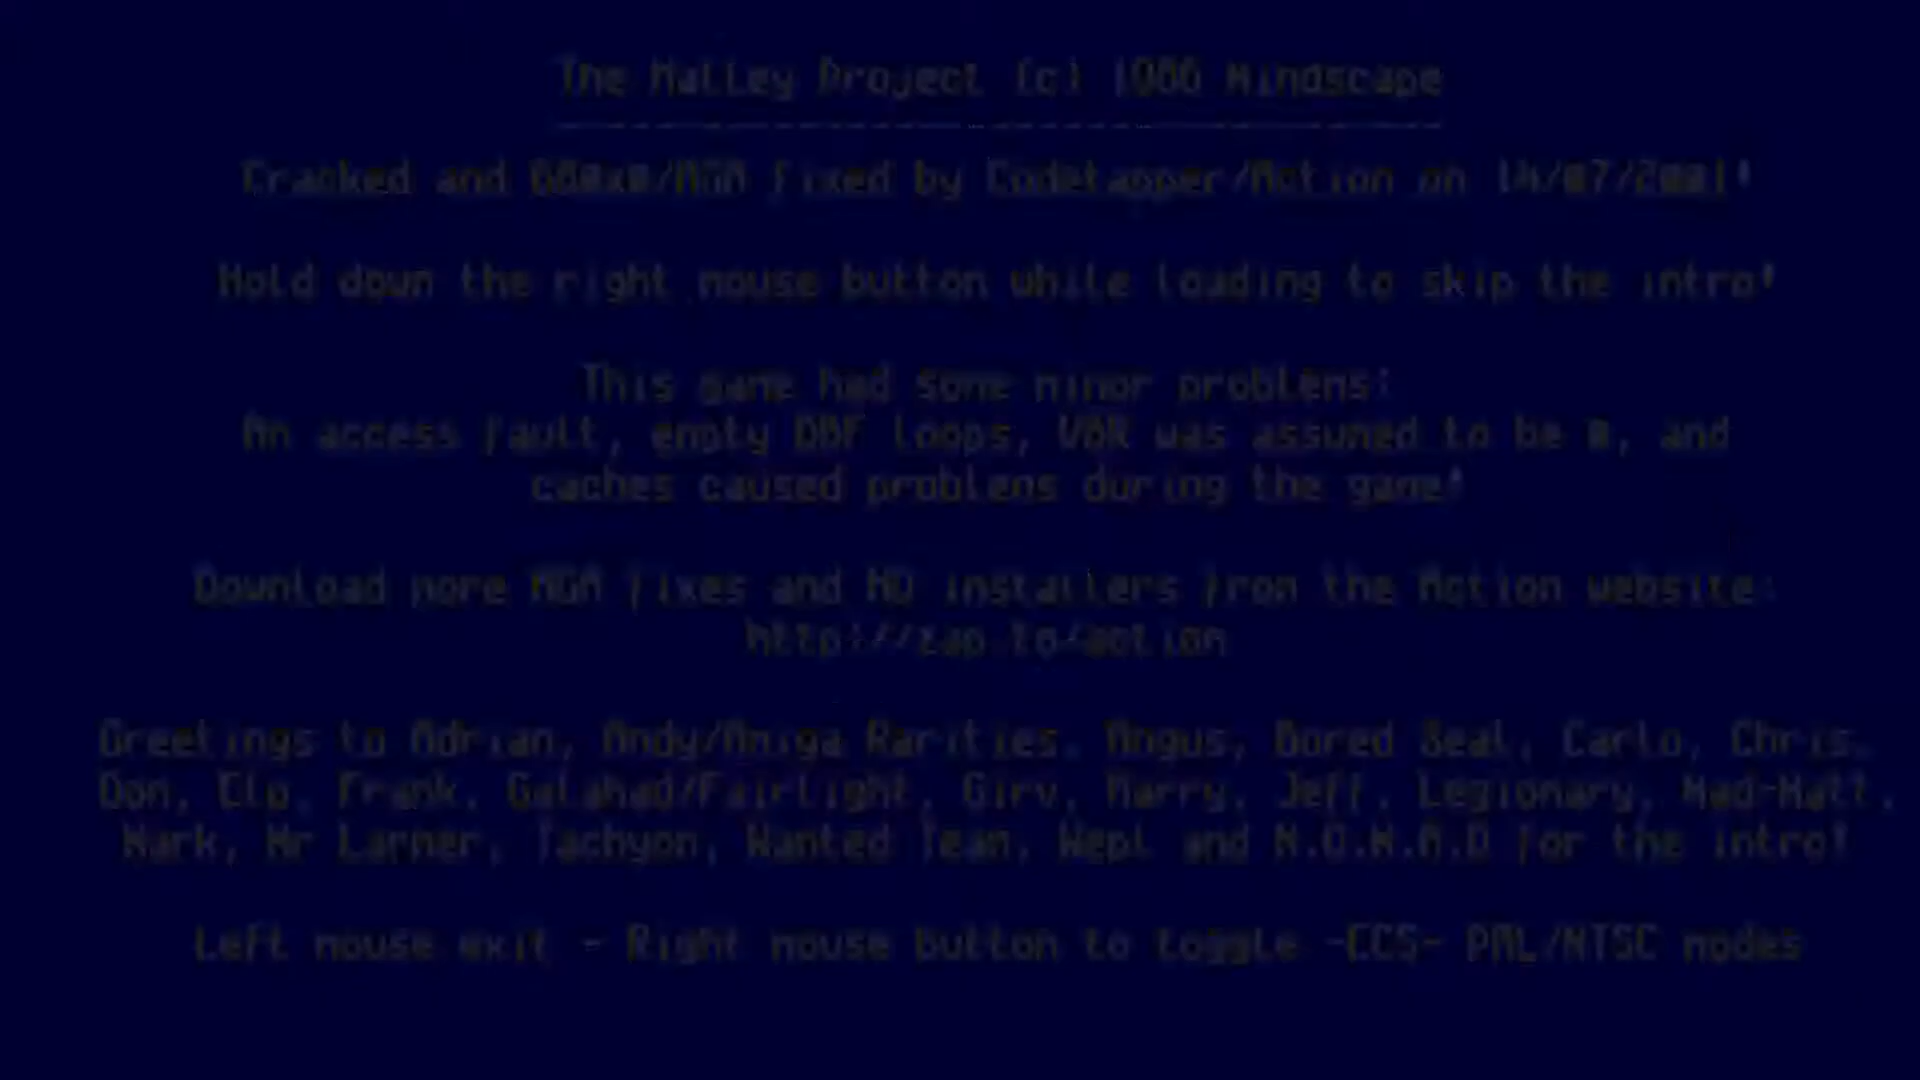 The Halley Project (c) 1986 Mindscape
-------------------------------------
Cracked and 680x0/AGA fixed by Codetapper/Action on 14/07/2001!
Hold down the right mouse button while loading to skip the intro!
This game had some minor problems:
An access fault, empty DBF loops, VBR was assumed to be 0, and
caches caused problems during the game!
Download more AGA fixes and HD installers from the Action website:
http://zap.to/action
Greetings to Adrian, Andy/Amiga Rarities, Angus, Bored Seal, Carlo, Chris,
Don, Elo, Frank, Galahad/Fairlight, Girv, Harry, Jeff, Legionary, Mad-Matt,
Mark, Mr Larmer, Tachyon, Wanted Team, Wepl and N.O.M.A.D for the intro!
Left mouse exit - Right mouse button to toggle -ECS- PAL/NTSC modes